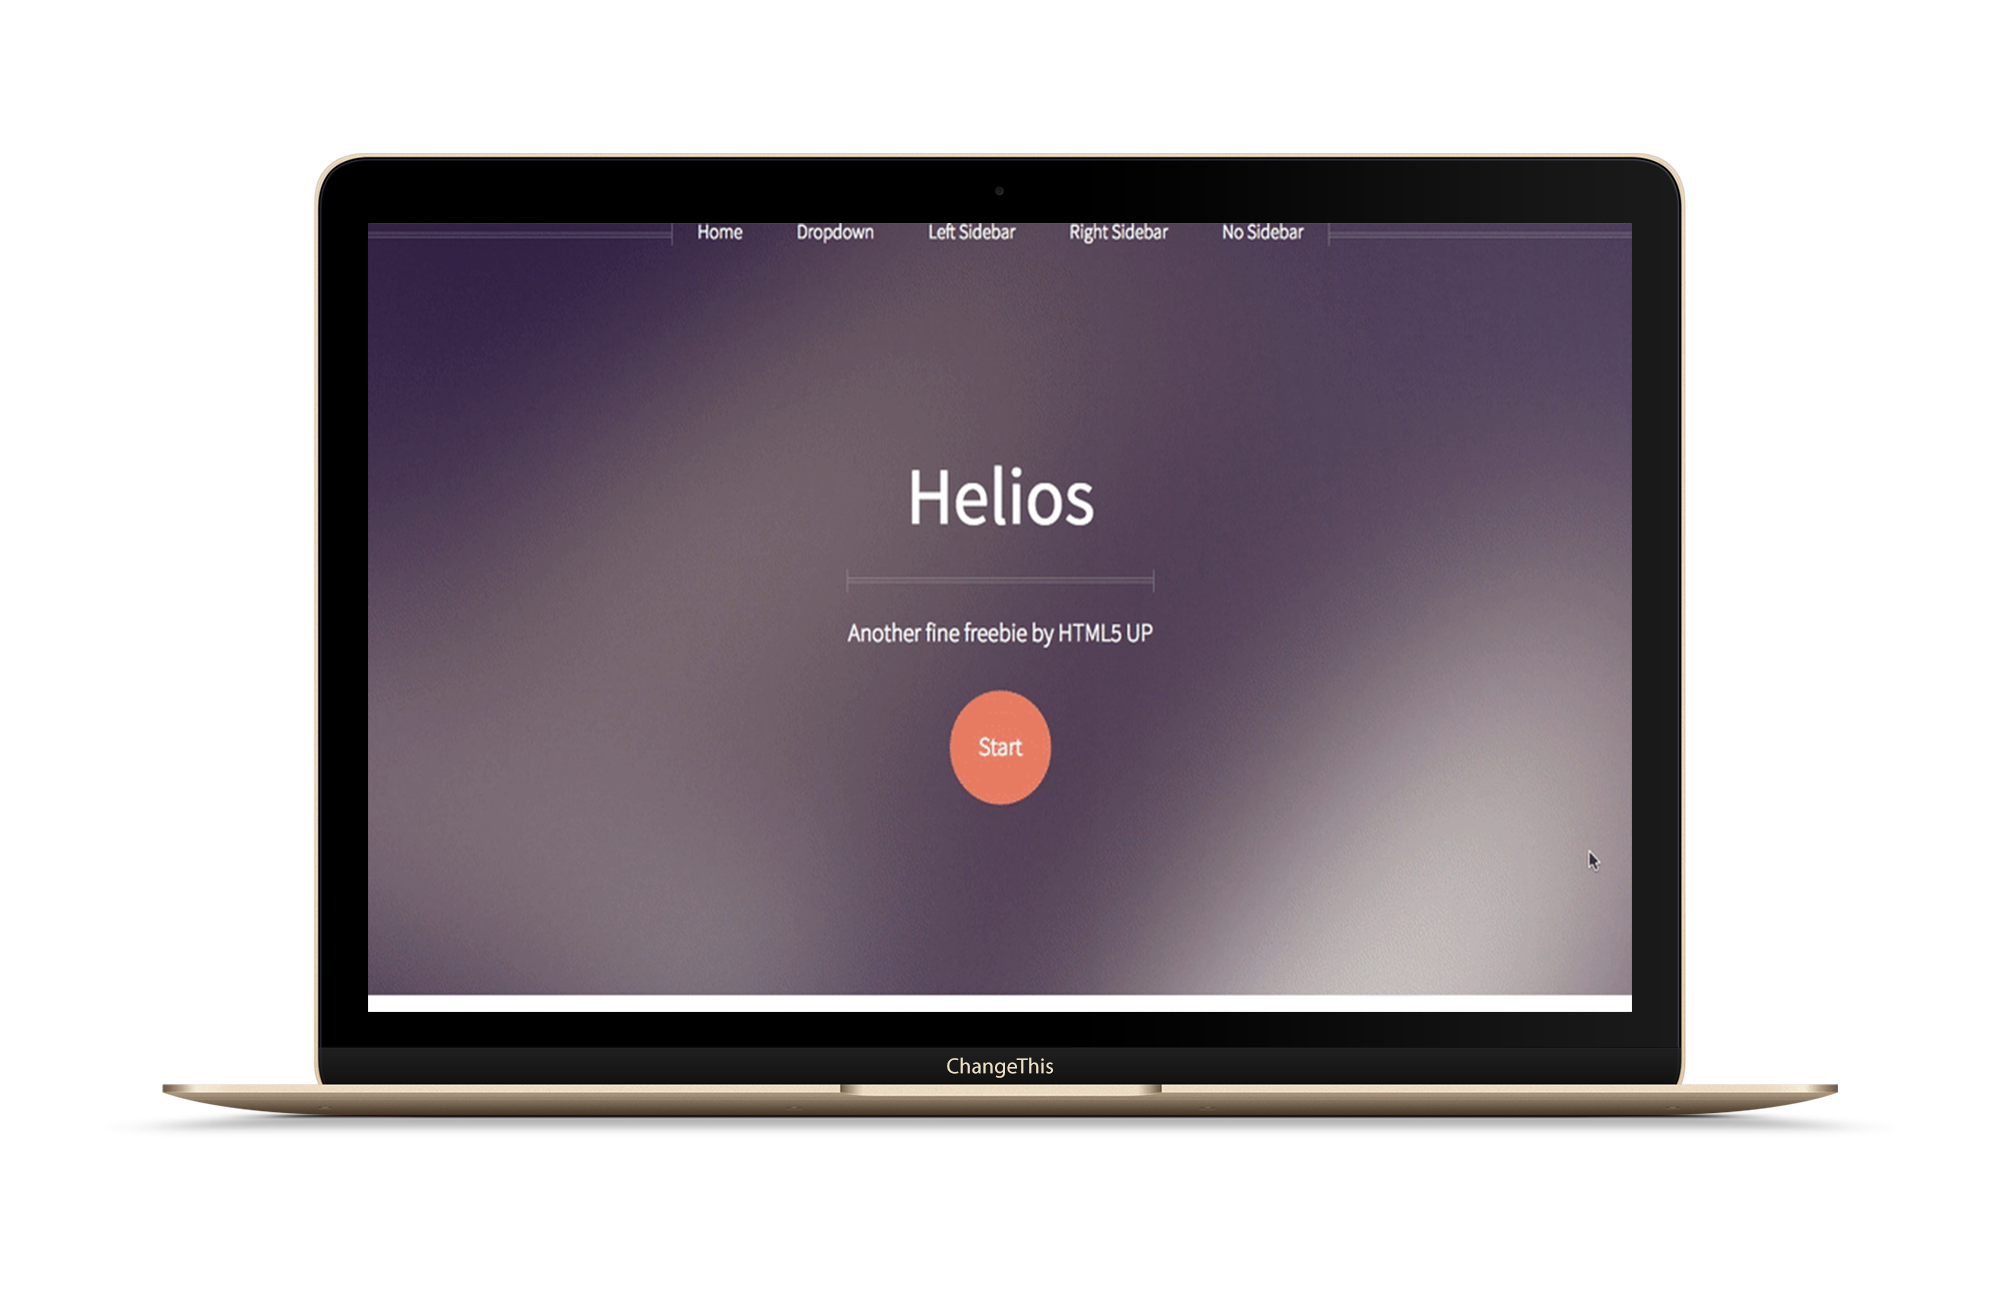 Home Dropdown Left Sidebar Right Sidebar No Sidebar
Helios
Another fine freebie by HTML5 UP
Start
ChangeThis